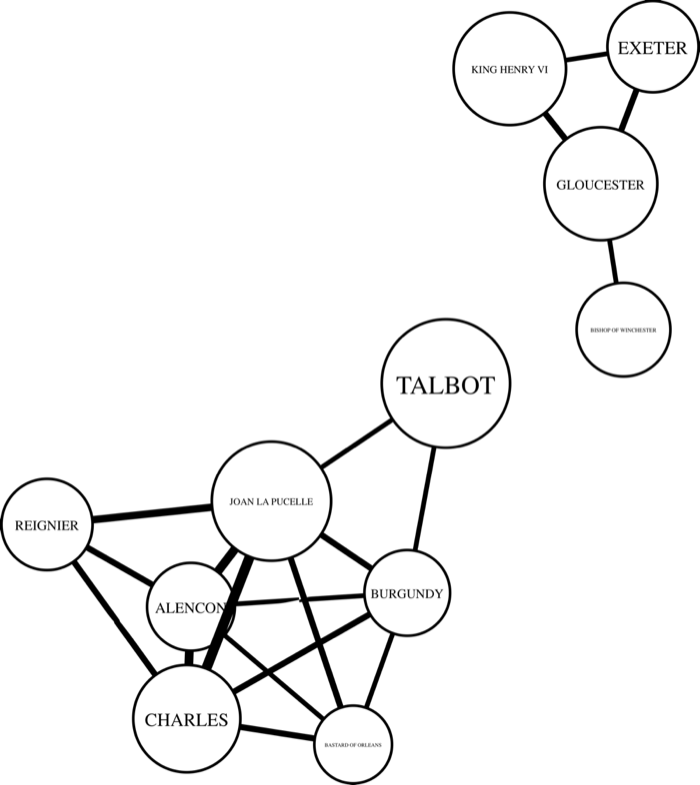 EXETER
KING HENRY VI
GLOUCESTER
BISHOP OF WINCHESTER
TALBOT
JOAN LA PUCELLE
REIGNIER
ALENCON
BURGUNDY
CHARLES
BASTARD OF ORLEANS